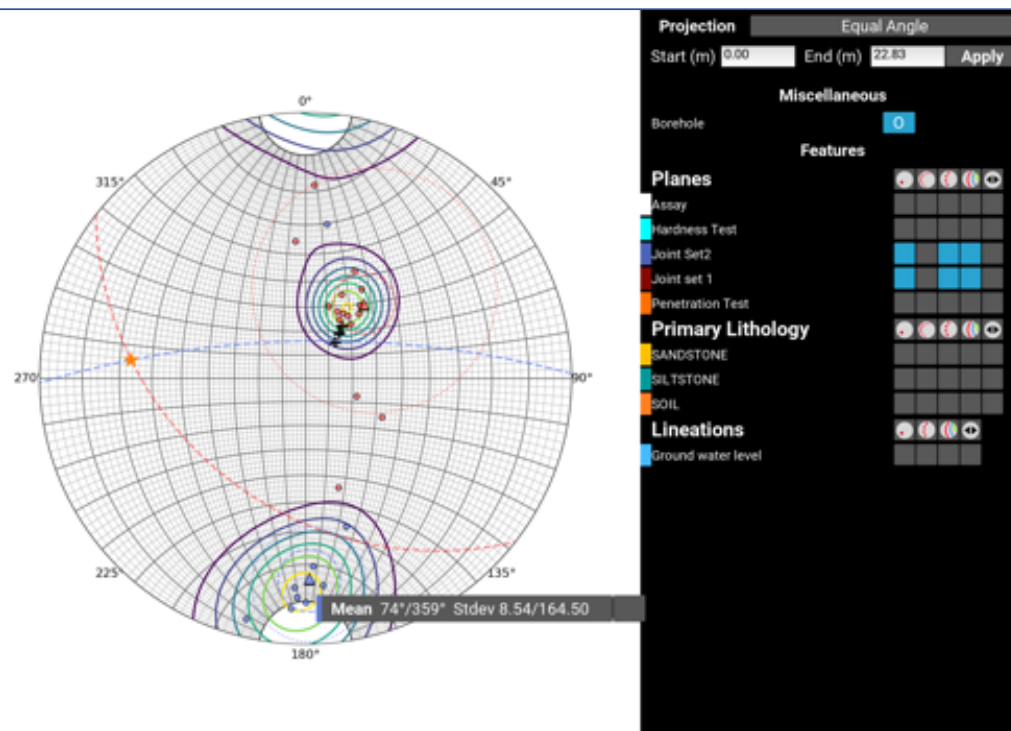 Projection Equal Angle
Start (m) 0.00 End (m) 22.83 Apply
Miscellaneous
Borehole O
Features
Planes
Assay
Hardness Test
Joint Set2
Joint set 1
Penetration Test
Primary Lithology
SANDSTONE
SILTSTONE
SOIL
Lineations
Ground water level
0°
315° 45°
270° 90°
225° 135°
Mean 74°/359° Stdev 8.54/164.50
180°